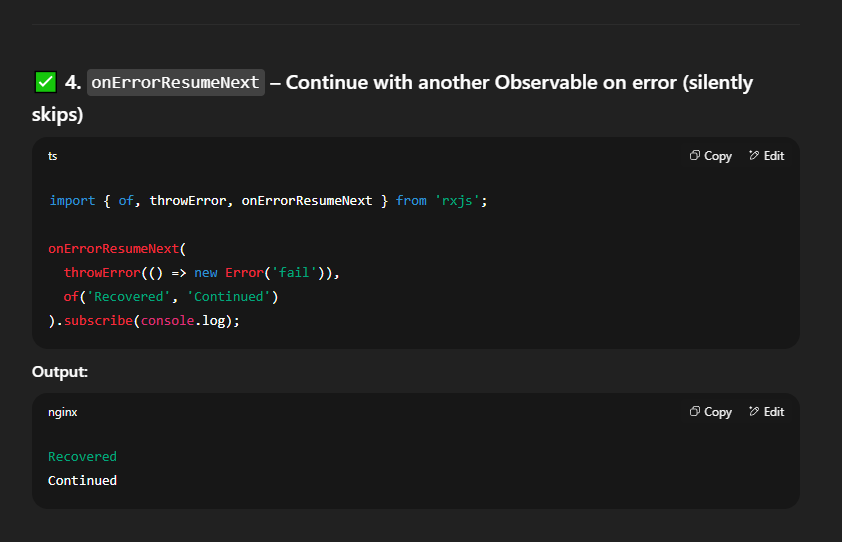 ✅ 4. onErrorResumeNext – Continue with another Observable on error (silently
skips)
ts Copy Edit
import { of, throwError, onErrorResumeNext } from 'rxjs';
onErrorResumeNext(
  throwError(() => new Error('fail')),
  of('Recovered', 'Continued')
).subscribe(console.log);
Output:
nginx Copy Edit
Recovered
Continued